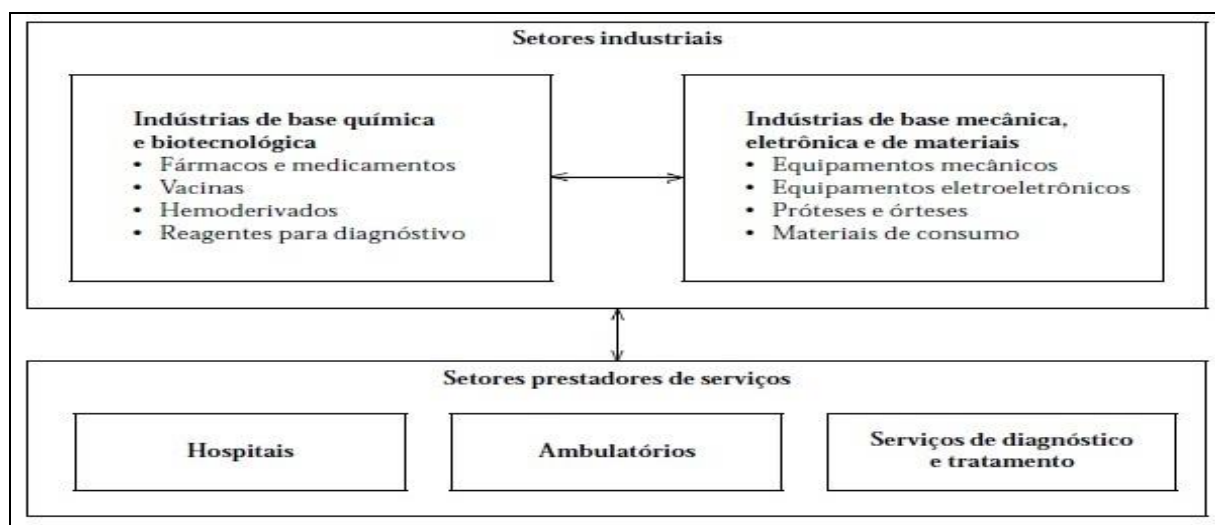 Setores industriais
Indústrias de base química
e biotecnológica
• Fármacos e medicamentos
• Vacinas
• Hemoderivados
• Reagentes para diagnóstivo
Indústrias de base mecânica,
eletrônica e de materiais
• Equipamentos mecânicos
• Equipamentos eletroeletrônicos
• Próteses e órteses
• Materiais de consumo
Setores prestadores de serviços
Hospitais
Ambulatórios
Serviços de diagnóstico
e tratamento